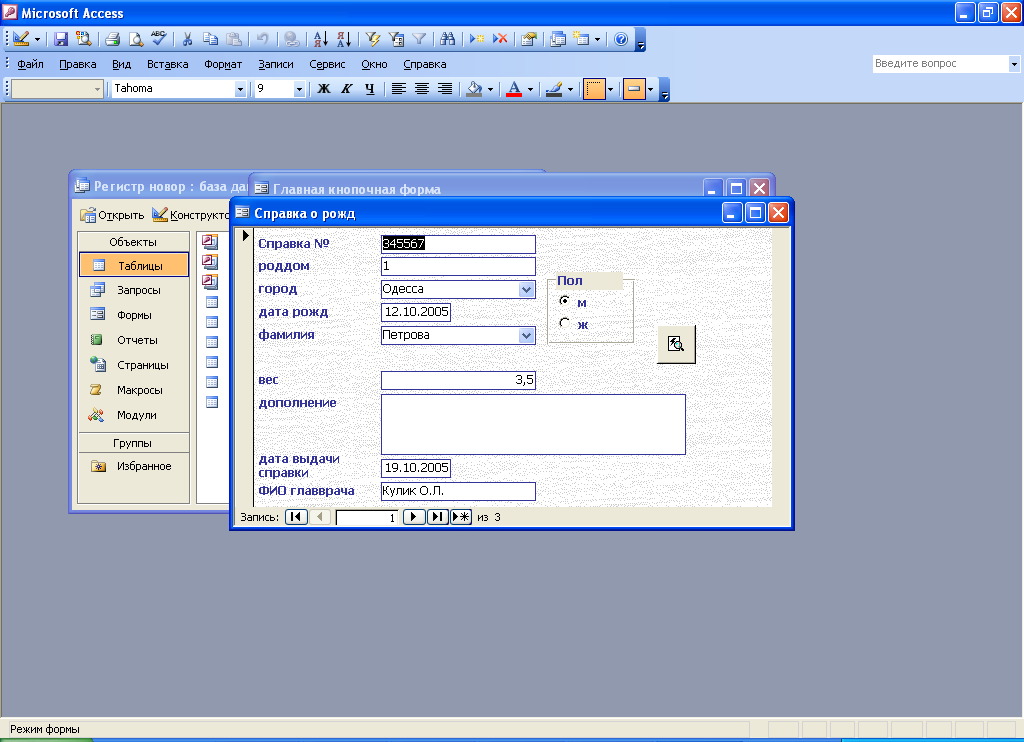 Microsoft Access
Файл Правка Вид Вставка Формат Записи Сервис Окно Справка
Введите вопрос
Tahoma 9 Ж К Ч
Регистр новор : база да
Главная кнопочная форма
Открыть Конструкто
Справка о рожд
Объекты
Таблицы
Запросы
Формы
Отчеты
Страницы
Макросы
Модули
Группы
Избранное
Справка № 845567
роддом 1
город Одесса
дата рожд 12.10.2005
фамилия Петрова
Пол
м
ж
вес 3,5
дополнение
дата выдачи
справки 19.10.2005
ФИО главврача Кулик О.Л.
Запись: 1 из 3
Режим формы